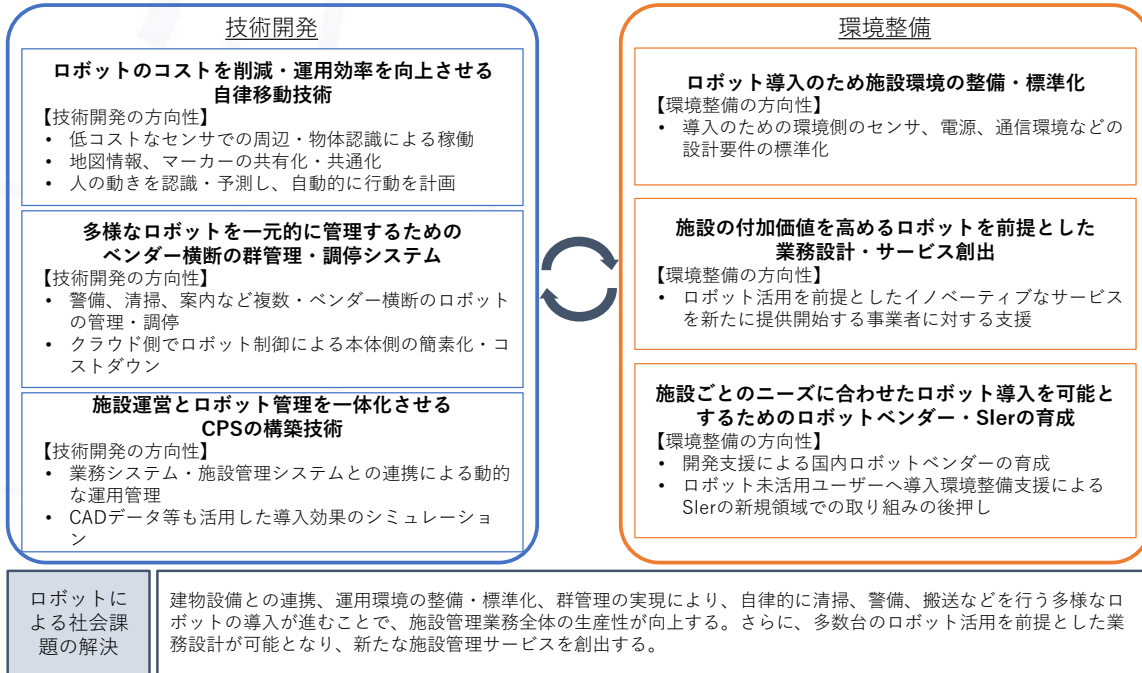 技術開発
ロボットのコストを削減・運用効率を向上させる
自律移動技術
【技術開発の方向性】
• 低コストなセンサでの周辺・物体認識による稼働
• 地図情報、マーカーの共有化・共通化
• 人の動きを認識・予測し、自動的に行動を計画
多様なロボットを一元的に管理するための
ベンダー横断の群管理・調停システム
【技術開発の方向性】
• 警備、清掃、案内など複数・ベンダー横断のロボット
の管理・調停
• クラウド側でロボット制御による本体側の簡素化・コ
ストダウン
施設運営とロボット管理を一体化させる
CPSの構築技術
【技術開発の方向性】
• 業務システム・施設管理システムとの連携による動的
な運用管理
• CADデータ等も活用した導入効果のシミュレーショ
ン
環境整備
ロボット導入のため施設環境の整備・標準化
【環境整備の方向性】
• 導入のための環境側のセンサ、電源、通信環境などの
設計要件の標準化
施設の付加価値を高めるロボットを前提とした
業務設計・サービス創出
【環境整備の方向性】
• ロボット活用を前提としたイノベーティブなサービス
を新たに提供開始する事業者に対する支援
施設ごとのニーズに合わせたロボット導入を可能と
するためのロボットベンダー・SIerの育成
【環境整備の方向性】
• 開発支援による国内ロボットベンダーの育成
• ロボット未活用ユーザーへ導入環境整備支援による
SIerの新規領域での取り組みの後押し
ロボットに
よる社会課
題の解決
建物設備との連携、運用環境の整備・標準化、群管理の実現により、自律的に清掃、警備、搬送などを行う多様なロ
ボットの導入が進むことで、施設管理業務全体の生産性が向上する。さらに、多数台のロボット活用を前提とした業
務設計が可能となり、新たな施設管理サービスを創出する。